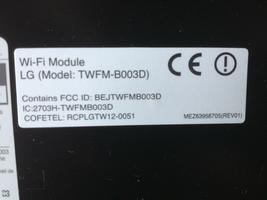 Wi-Fi Module
LG (Model: TWFM-B003D)
Contains FCC ID: BEJTWFMB003D
IC:2703H-TWFMB003D
COFETEL: RCPLGTW12-0051
MEZ63958705(REV01)